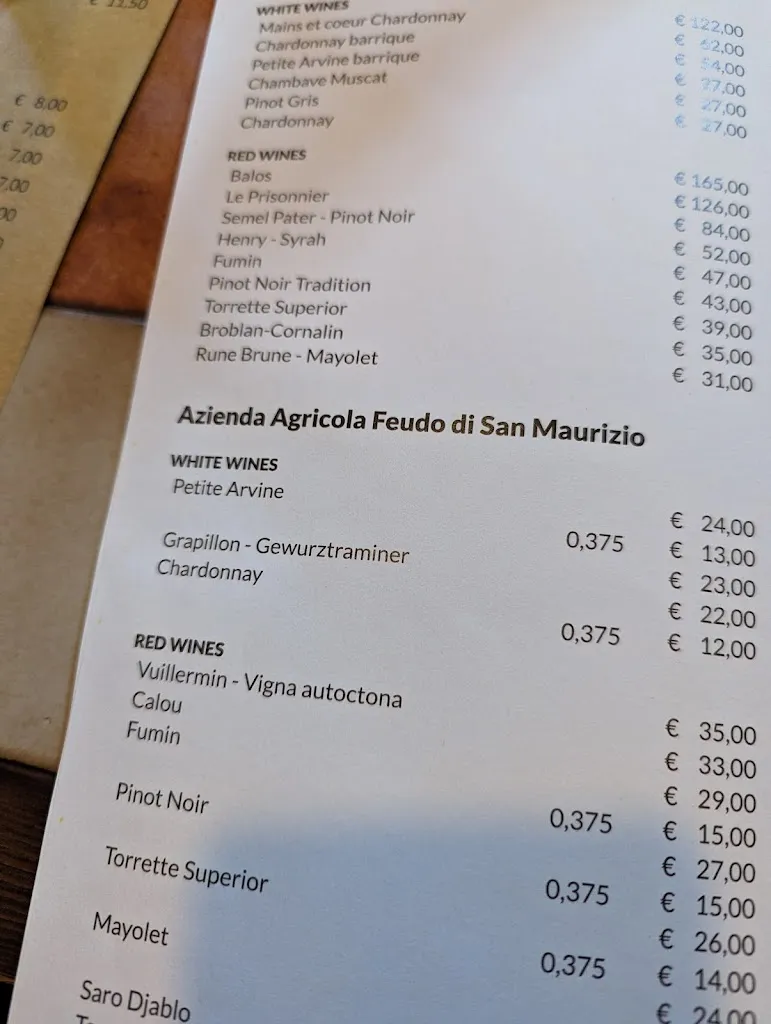 € 8,00
€ 7,00
7,00
7,00
WHITE WINES
Mains et coeur Chardonnay € 122,00
Chardonnay barrique € 62,00
Petite Arvine barrique € 54,00
Chambave Muscat € 27,00
Pinot Gris € 27,00
Chardonnay € 27,00
RED WINES
Balos € 165,00
Le Prisonnier € 126,00
Semel Pater - Pinot Noir € 84,00
Henry - Syrah € 52,00
Fumin € 47,00
Pinot Noir Tradition € 43,00
Torrette Superior € 39,00
Broblan-Cornalin € 35,00
Rune Brune - Mayolet € 31,00
Azienda Agricola Feudo di San Maurizio
WHITE WINES
Petite Arvine € 24,00
0,375 € 13,00
Grapillon - Gewurztraminer € 23,00
Chardonnay € 22,00
0,375 € 12,00
RED WINES
Vuillermin - Vigna autoctona € 35,00
Calou € 33,00
Fumin € 29,00
0,375 € 15,00
Pinot Noir € 27,00
0,375 € 15,00
Torrette Superior € 26,00
0,375 € 14,00
Mayolet € 24,00
Saro Djablo